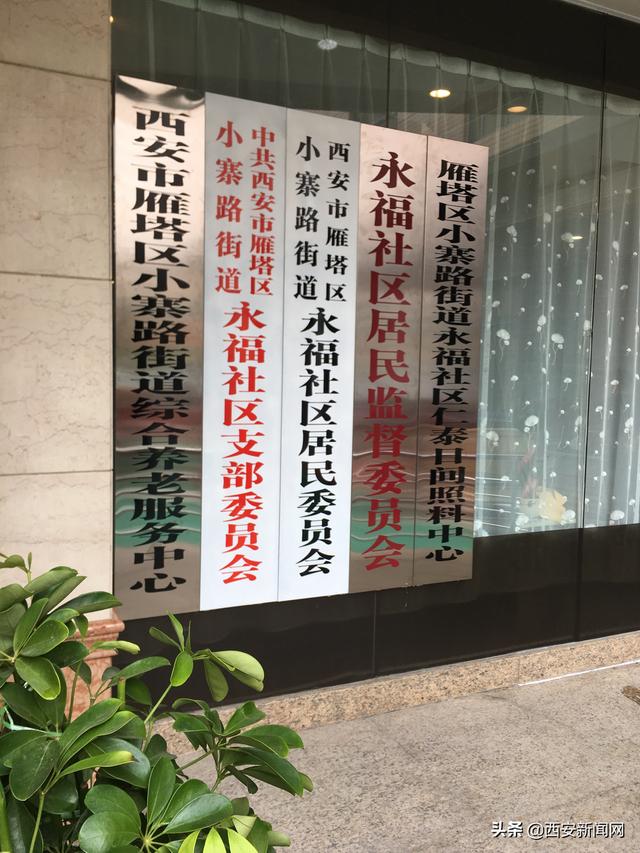 西安市雁塔区小寨路街道综合养老服务中心
中共西安市雁塔区
小寨路街道
永福社区支部委员会
西安市雁塔区
小寨路街道
永福社区居民委员会
永福社区居民监督委员会
雁塔区小寨路街道永福社区仁泰日间照料中心
头条 @西安新闻网